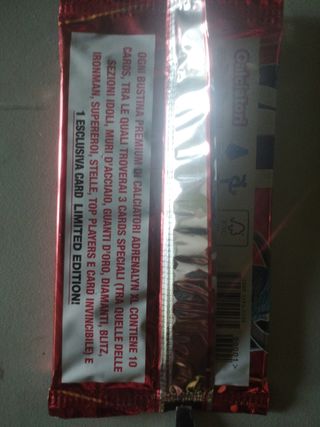 OGNI BUSTINA PREMIUM DI CALCIATORI ADRENALYN XL CONTIENE 10
CARDS, TRA LE QUALI TROVERAI 3 CARDS SPECIALI (TRA QUELLE DELLE
SEZIONI IDOLI, MURI D'ACCIAIO, GUANTI D'ORO, DIAMANTI, BLITZ,
IRONMAN, SUPEREROI, STELLE, TOP PLAYERS E CARD INVINCIBILE) E
1 ESCLUSIVA CARD LIMITED EDITION!
Calciatori